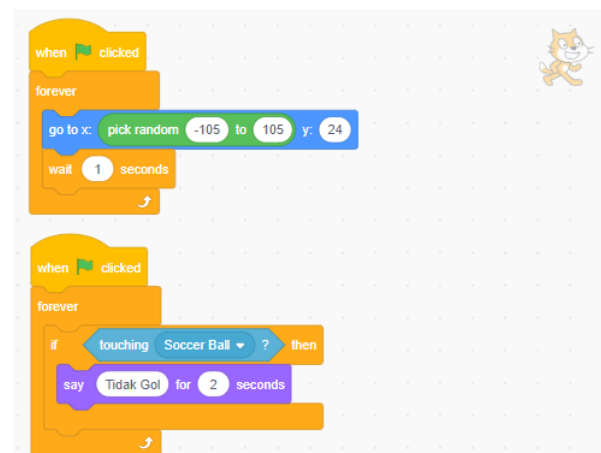 when clicked
forever
go to x: pick random -105 to 105 y: 24
wait 1 seconds
when clicked
forever
if touching Soccer Ball ? then
say Tidak Gol for 2 seconds